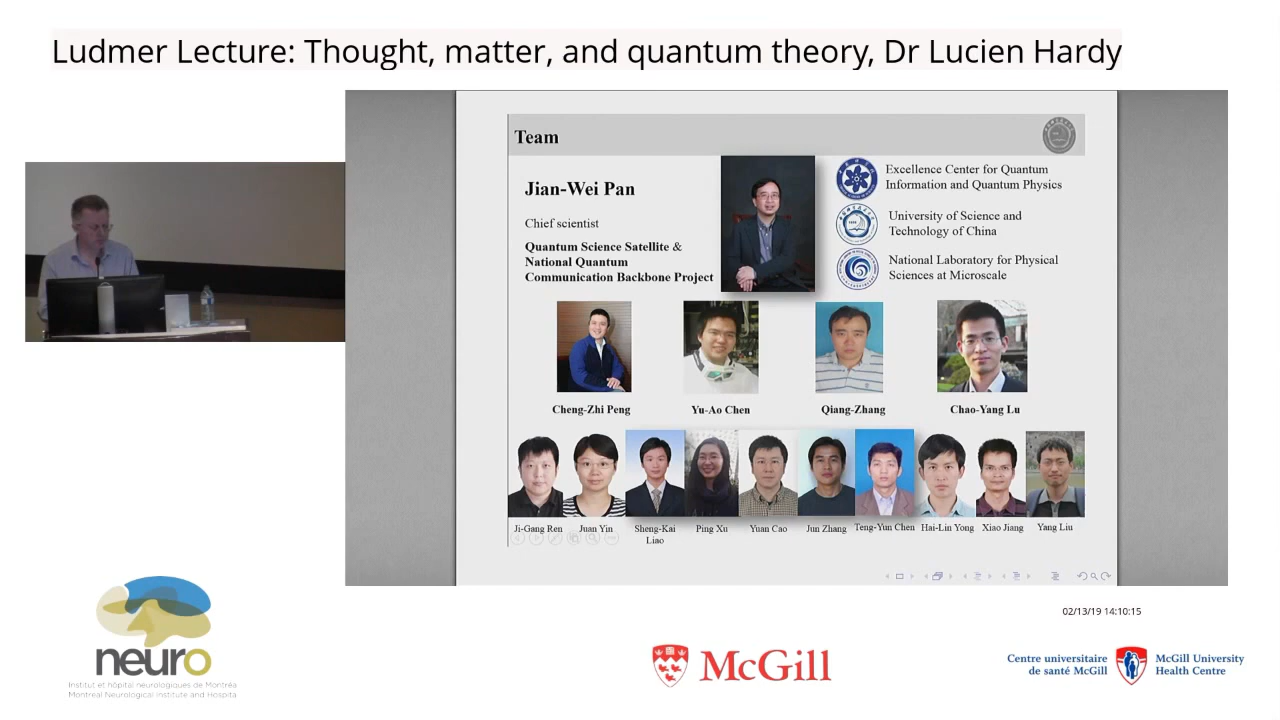 Ludmer Lecture: Thought, matter, and quantum theory, Dr Lucien Hardy
Team
Jian-Wei Pan
Chief scientist
Quantum Science Satellite &
National Quantum
Communication Backbone Project
Excellence Center for Quantum
Information and Quantum Physics
University of Science and
Technology of China
National Laboratory for Physical
Sciences at Microscale
Cheng-Zhi Peng
Yu-Ao Chen
Qiang-Zhang
Chao-Yang Lu
Ji-Gang Ren
Juan Yin
Sheng-Kai
Liao
Ping Xu
Yuan Cao
Jun Zhang
Teng-Yun Chen
Hai-Lin Yong
Xiao Jiang
Yang Liu
02/13/19 14:10:15
neuro
Institut et hôpital neurologiques de Montréal
Montreal Neurological Institute and Hospital
McGill
Centre universitaire
de santé McGill
McGill University
Health Centre